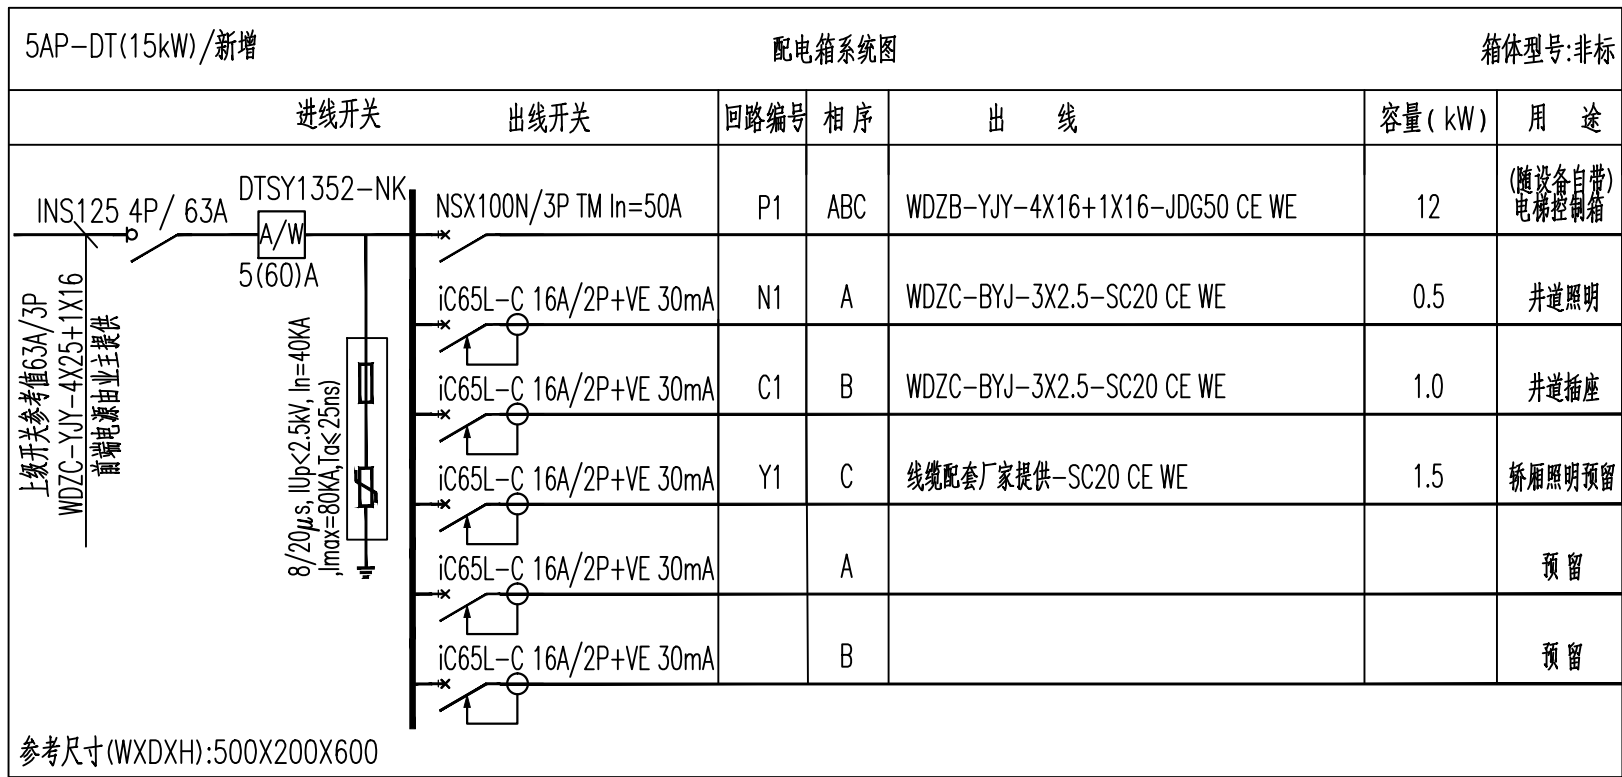 5AP-DT(15kW)/新增
配电箱系统图
箱体型号:非标
进线开关
出线开关
回路编号
相 序
出 线
容量( kW)
用 途
INS125 4P/ 63A
DTSY1352-NK
A/W
5(60)A
上级开关参考值63A/3P
WDZC-YJY-4X25+1X16
前端电源由业主提供
8/20μs,IUp<2.5kV,In=40KA
,Imax=80KA,Ta≤25ns)
NSX100N/3P TM In=50A
P1
ABC
WDZB-YJY-4X16+1X16-JDG50 CE WE
12
(随设备自带)
电梯控制箱
iC65L-C 16A/2P+VE 30mA
N1
A
WDZC-BYJ-3X2.5-SC20 CE WE
0.5
井道照明
iC65L-C 16A/2P+VE 30mA
C1
B
WDZC-BYJ-3X2.5-SC20 CE WE
1.0
井道插座
iC65L-C 16A/2P+VE 30mA
Y1
C
线缆配套厂家提供-SC20 CE WE
1.5
轿厢照明预留
iC65L-C 16A/2P+VE 30mA
A
预 留
iC65L-C 16A/2P+VE 30mA
B
预 留
参考尺寸(WXDXH):500X200X600